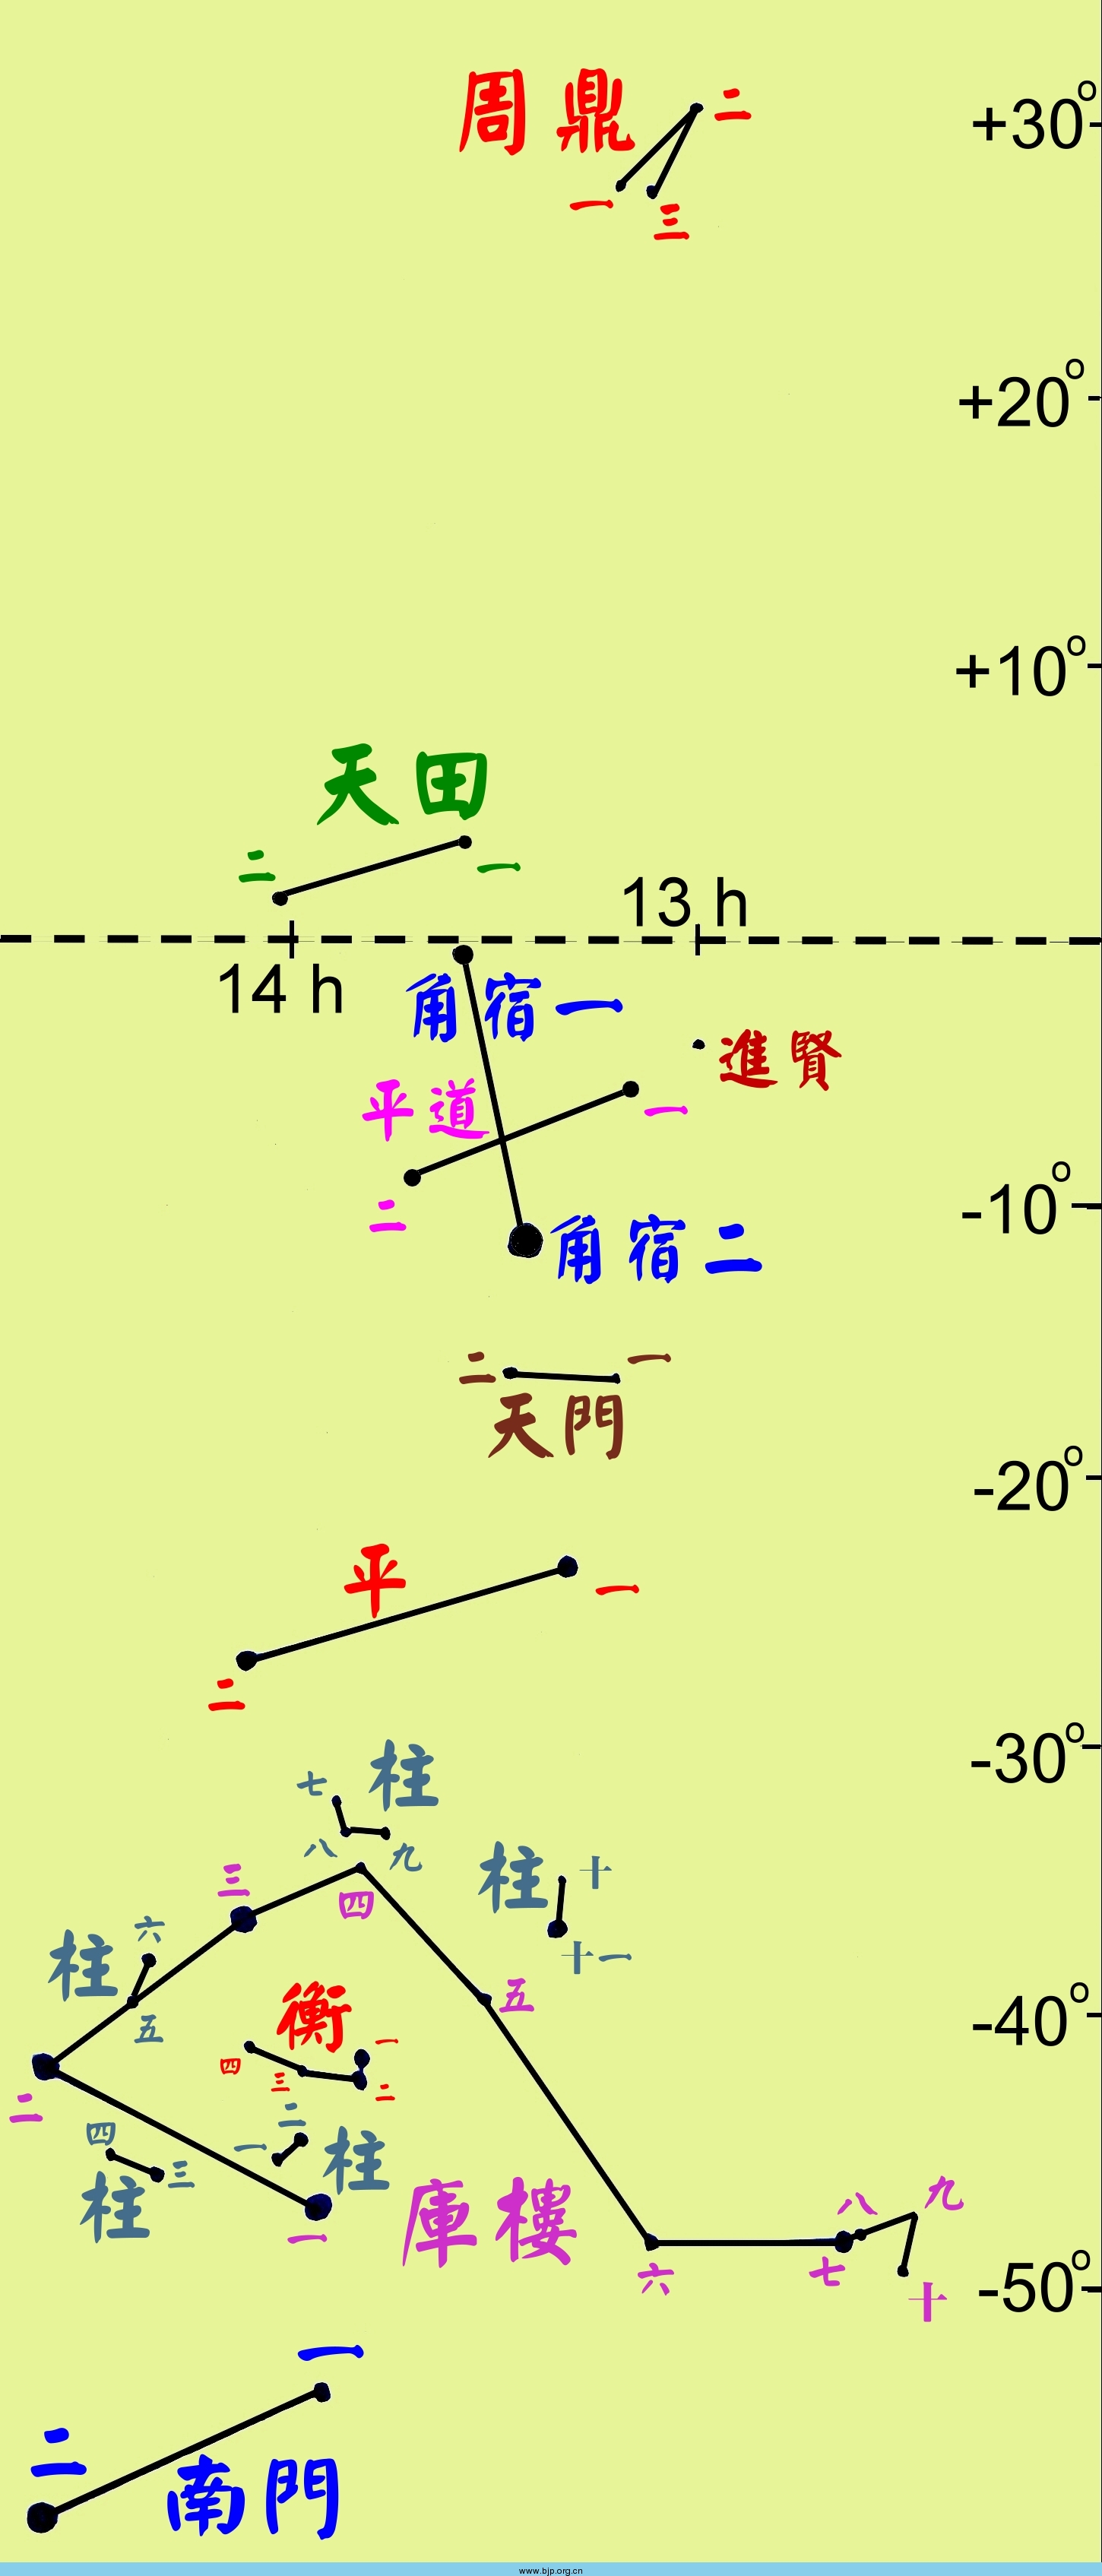 周鼎
二
+30°
一
三
+20°
+10°
天田
二
一
13 h
14 h
角宿一
進賢
平道
一
二
-10°
角宿二
二
一
天門
-20°
平
一
二
-30°
柱
七
八
九
三
四
柱
十
十一
六
柱
五
五
衡
一
四
三
二
-40°
二
二
四
一
柱
三
柱
庫樓
一
八
九
六
七
十
-50°
一
二
南門
www.bjp.org.cn